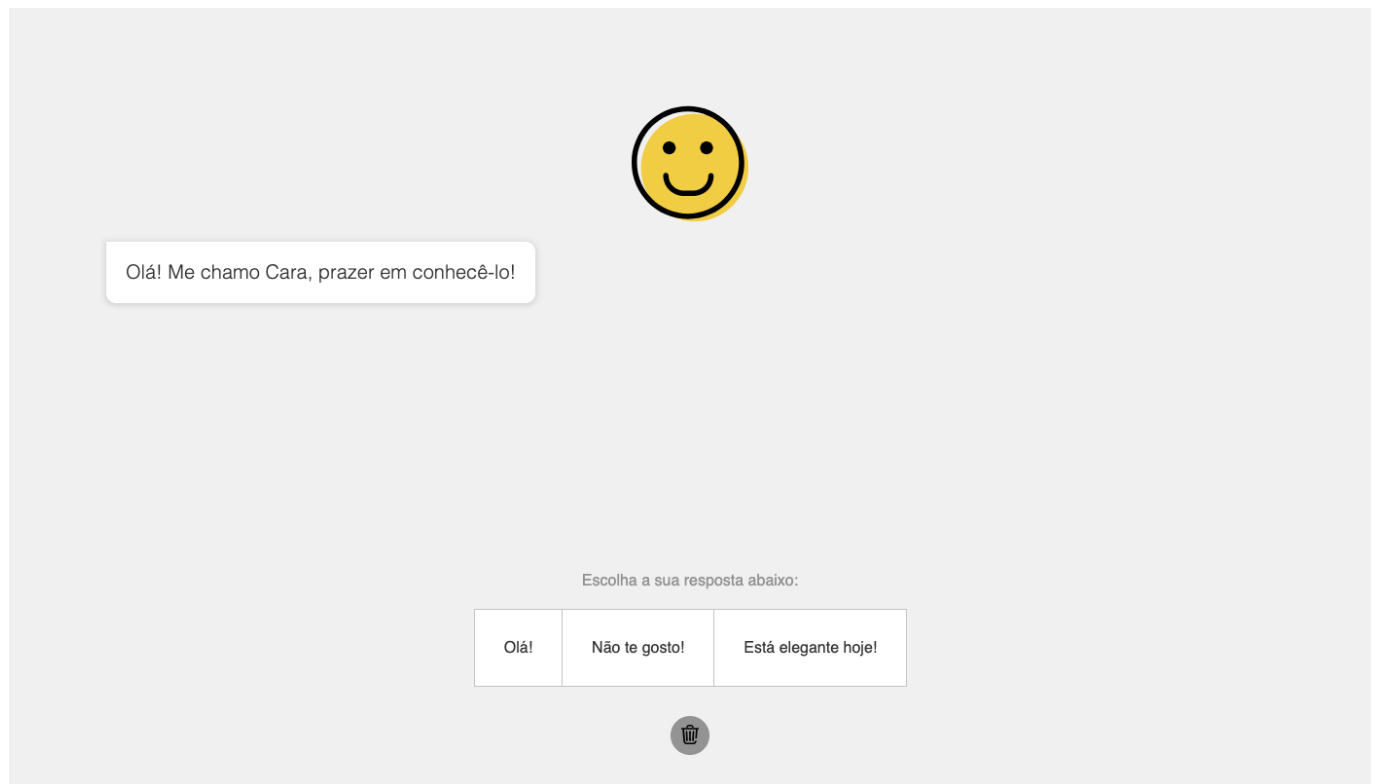 Olá! Me chamo Cara, prazer em conhecê-lo!
Escolha a sua resposta abaixo:
Olá!
Não te gosto!
Está elegante hoje!